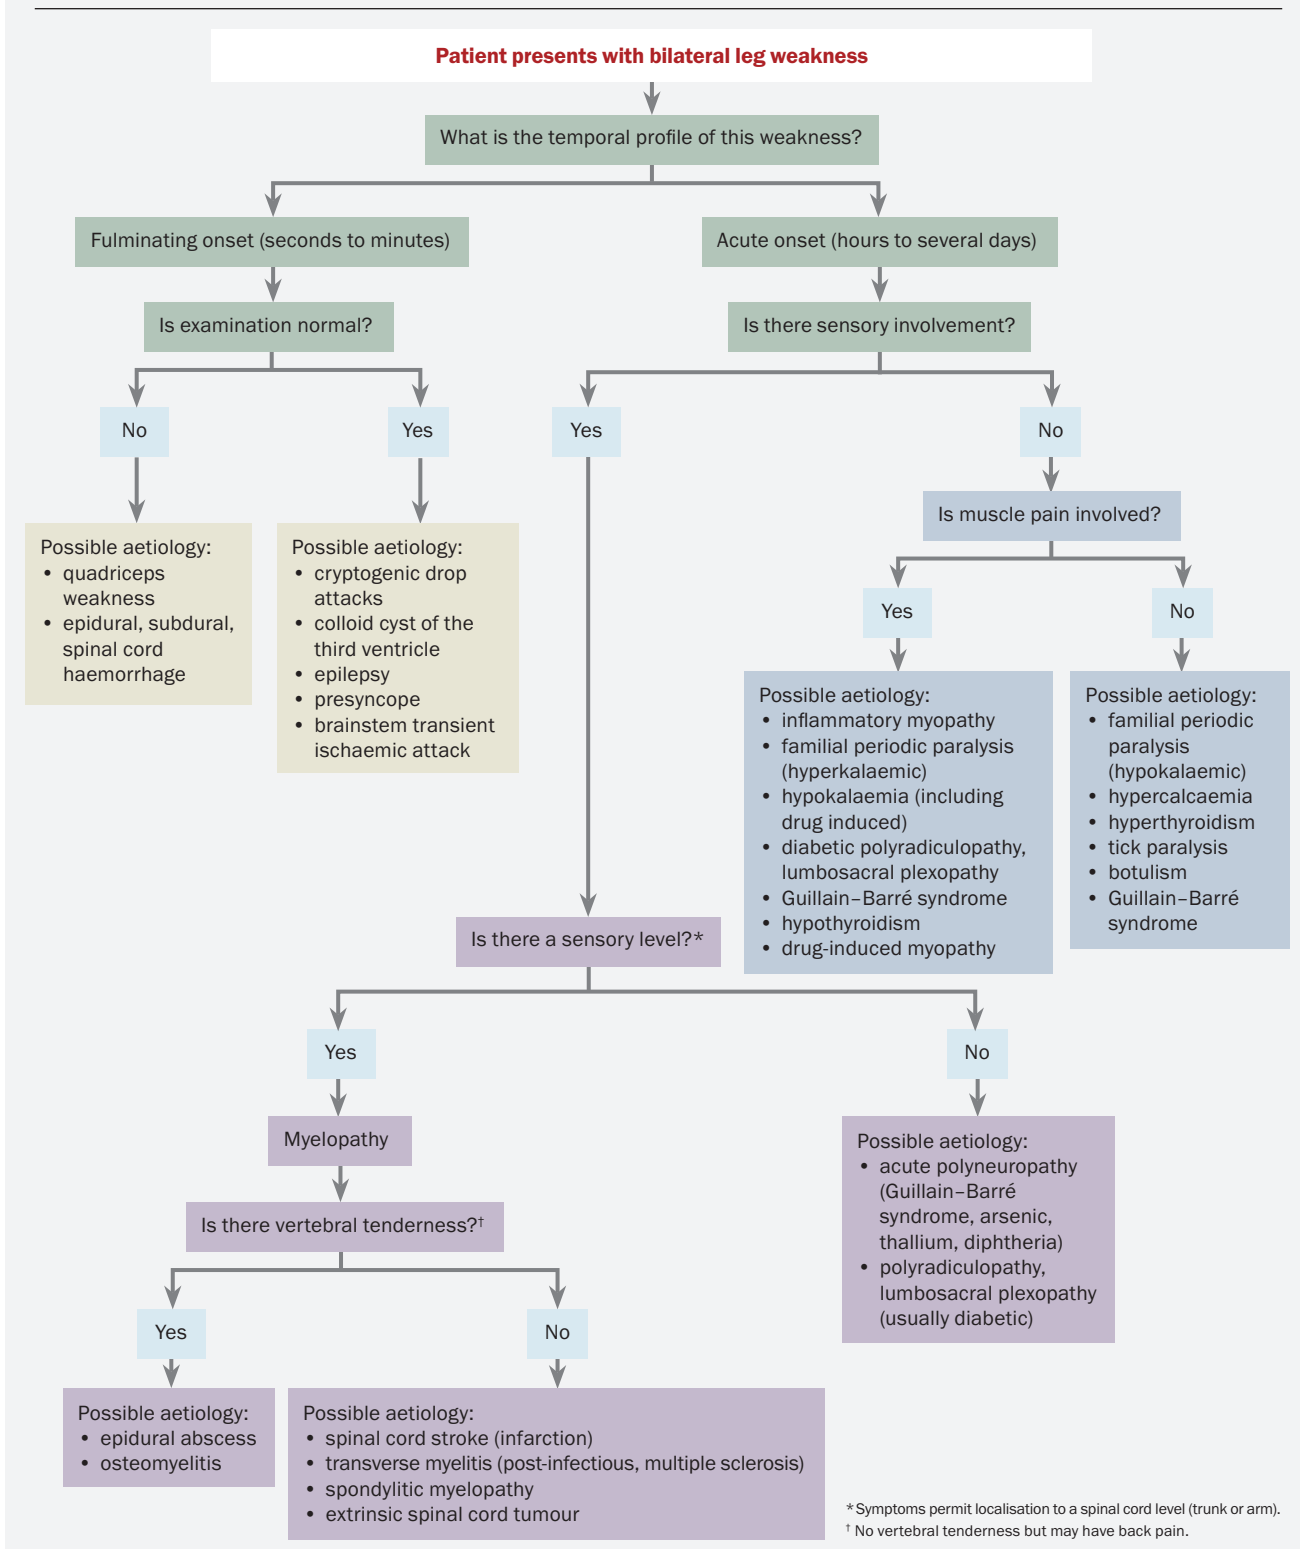 Patient presents with bilateral leg weakness
What is the temporal profile of this weakness?
Fulminating onset (seconds to minutes)
Acute onset (hours to several days)
Is examination normal?
Is there sensory involvement?
No
Yes
Yes
No
Is muscle pain involved?
Possible aetiology:
• quadriceps
weakness
• epidural, subdural,
spinal cord
haemorrhage
Possible aetiology:
• cryptogenic drop
attacks
• colloid cyst of the
third ventricle
• epilepsy
• presyncope
• brainstem transient
ischaemic attack
Yes
No
Possible aetiology:
• inflammatory myopathy
• familial periodic paralysis
(hyperkalaemic)
• hypokalaemia (including
drug induced)
• diabetic polyradiculopathy,
lumbosacral plexopathy
• Guillain–Barré syndrome
• hypothyroidism
• drug-induced myopathy
Possible aetiology:
• familial periodic
paralysis
(hypokalaemic)
• hypercalcaemia
• hyperthyroidism
• tick paralysis
• botulism
• Guillain–Barré
syndrome
Is there a sensory level?*
Yes
No
Myelopathy
Possible aetiology:
• acute polyneuropathy
(Guillain–Barré
syndrome, arsenic,
thallium, diphtheria)
• polyradiculopathy,
lumbosacral plexopathy
(usually diabetic)
Is there vertebral tenderness?†
Yes
No
Possible aetiology:
• epidural abscess
• osteomyelitis
Possible aetiology:
• spinal cord stroke (infarction)
• transverse myelitis (post-infectious, multiple sclerosis)
• spondylitic myelopathy
• extrinsic spinal cord tumour
* Symptoms permit localisation to a spinal cord level (trunk or arm).
† No vertebral tenderness but may have back pain.